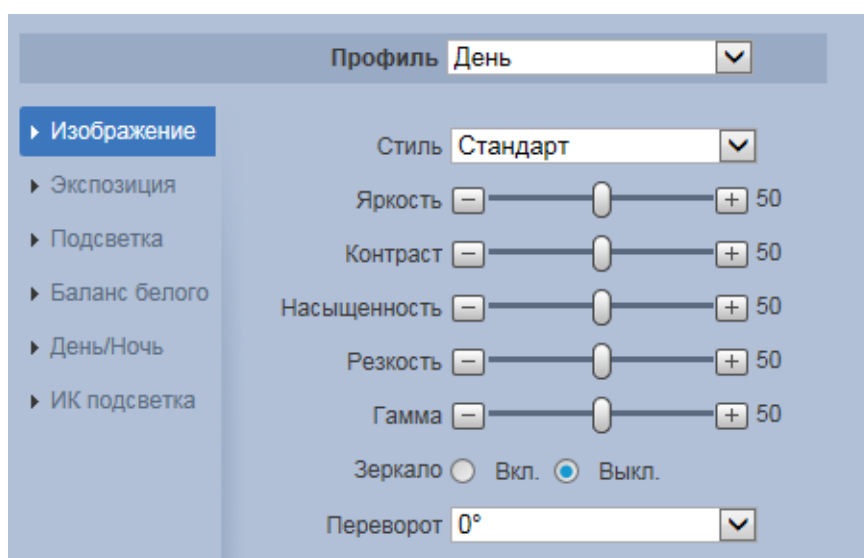 Профиль День
Изображение
Экспозиция
Подсветка
Баланс белого
День/Ночь
ИК подсветка
Стиль Стандарт
Яркость 50
Контраст 50
Насыщенность 50
Резкость 50
Гамма 50
Зеркало Вкл. Выкл.
Переворот 0°